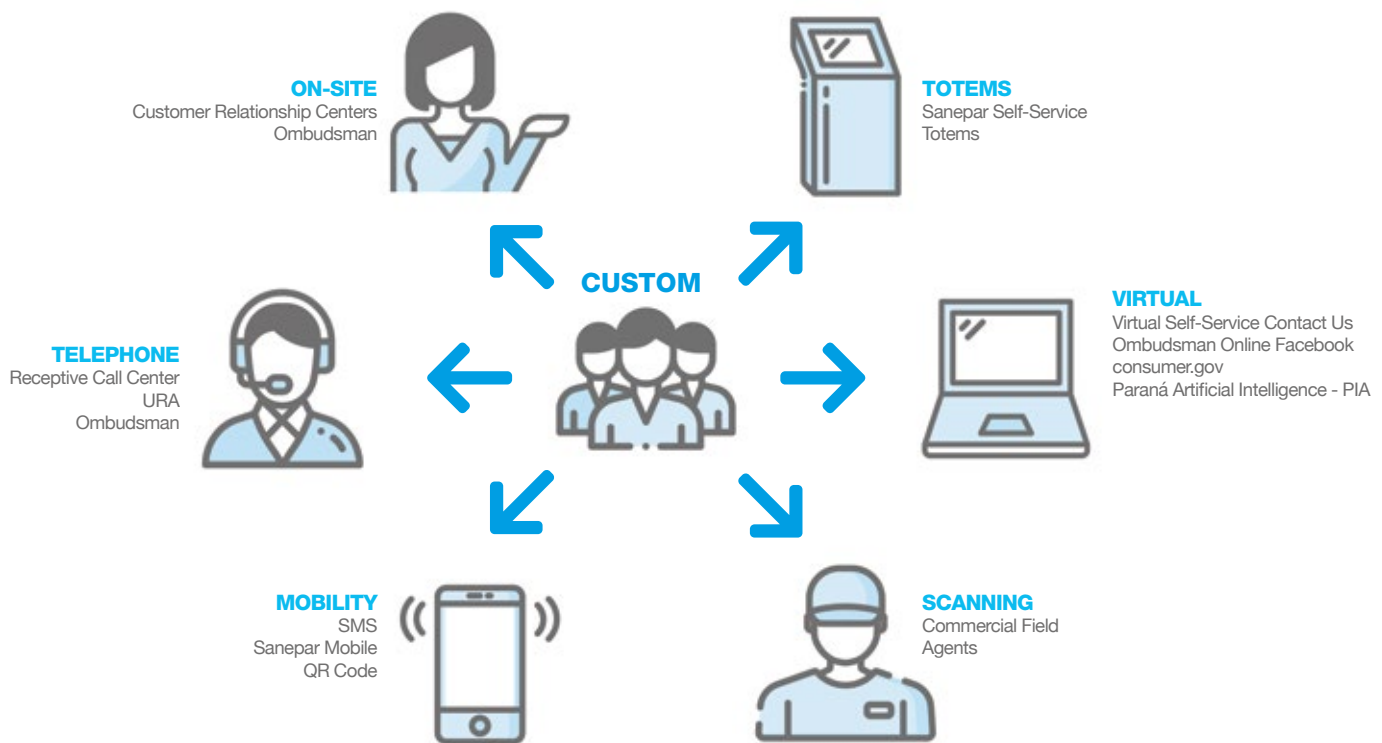 ON-SITE
Customer Relationship Centers
Ombudsman
TOTEMS
Sanepar Self-Service
Totems
CUSTOM
TELEPHONE
Receptive Call Center
URA
Ombudsman
VIRTUAL
Virtual Self-Service Contact Us
Ombudsman Online Facebook
consumer.gov
Paraná Artificial Intelligence - PIA
MOBILITY
SMS
Sanepar Mobile
QR Code
SCANNING
Commercial Field
Agents